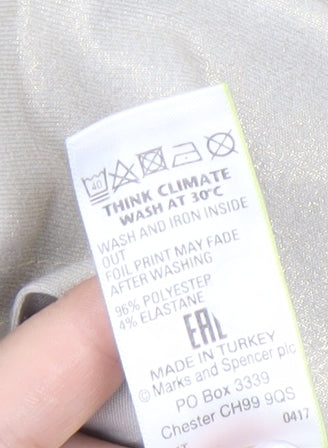 40
THINK CLIMATE
WASH AT 30°C
WASH AND IRON INSIDE
OUT
FOIL PRINT MAY FADE
AFTER WASHING
96% POLYESTER
4% ELASTANE
EAC
MADE IN TURKEY
© Marks and Spencer plc
PO Box 3339
Chester CH99 9QS
0417